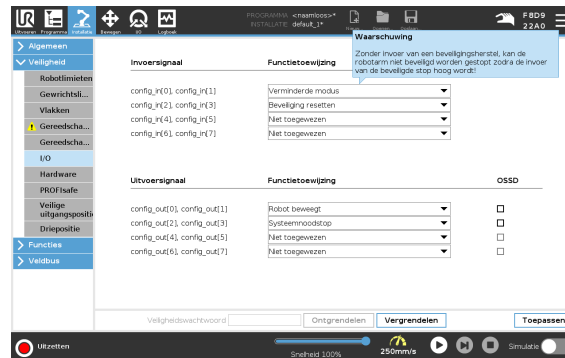 PROGRAMMA <naamloos>*
INSTALLATIE default_1*
F8D9
22A0
Uitvoeren Programma Installatie Bewegen I/O Logboek
Waarschuwing
Zonder invoer van een beveiligingsherstel, kan de
robotarm niet beveiligd worden gestopt zodra de invoer
van de beveiligde stop hoog wordt!
Algemeen
Veiligheid
Robotlimieten
Gewrichtsli...
Vlakken
Gereedscha...
Gereedscha...
I/O
Hardware
PROFIsafe
Veilige
uitgangspositi
Driepositie
Functies
Veldbus
Invoersignaal Functietoewijzing
config_in[0], config_in[1] Verminderde modus
config_in[2], config_in[3] Beveiliging resetten
config_in[4], config_in[5] Niet toegewezen
config_in[6], config_in[7] Niet toegewezen
Uitvoersignaal Functietoewijzing OSSD
config_out[0], config_out[1] Robot beweegt
config_out[2], config_out[3] Systeemnoodstop
config_out[4], config_out[5] Niet toegewezen
config_out[6], config_out[7] Niet toegewezen
Veiligheidswachtwoord Ontgrendelen Vergrendelen Toepassen
Uitzetten
Snelheid 100%
250mm/s
Simulatie